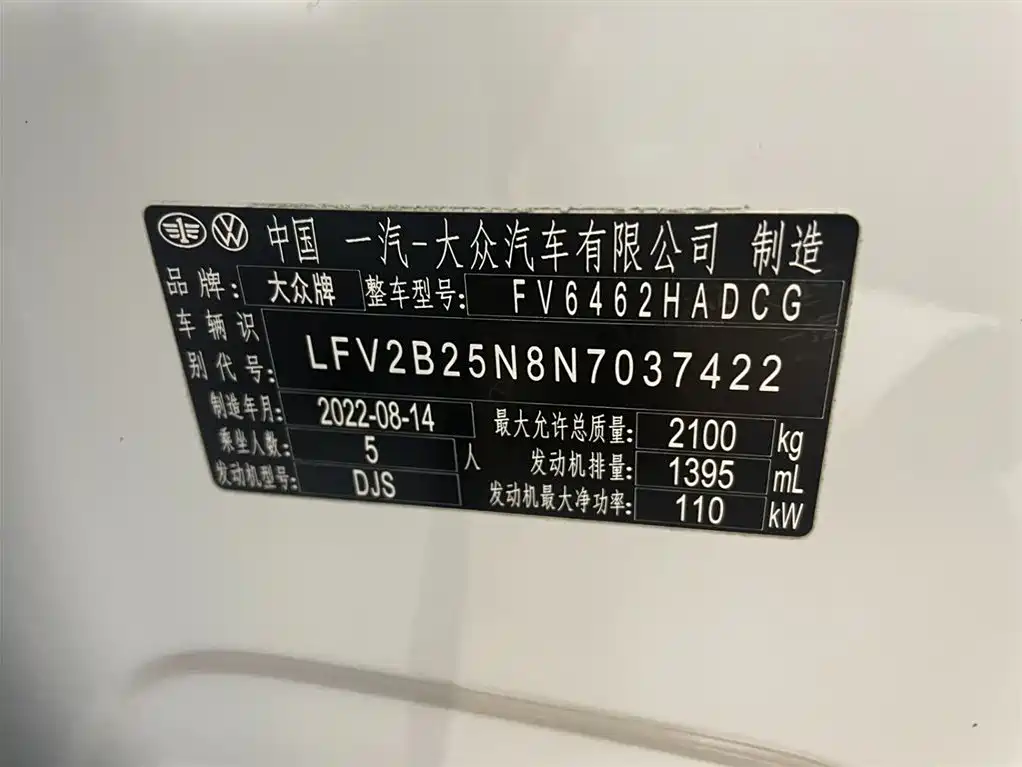 中国 一汽-大众汽车有限公司 制造
品牌: 大众牌 整车型号: FV6462HADCG
车辆识别代号: LFV2B25N8N7037422
制造年月: 2022-08-14 最大允许总质量: 2100 kg
乘坐人数: 5 人 发动机排量: 1395 mL
发动机型号: DJS 发动机最大净功率: 110 kW